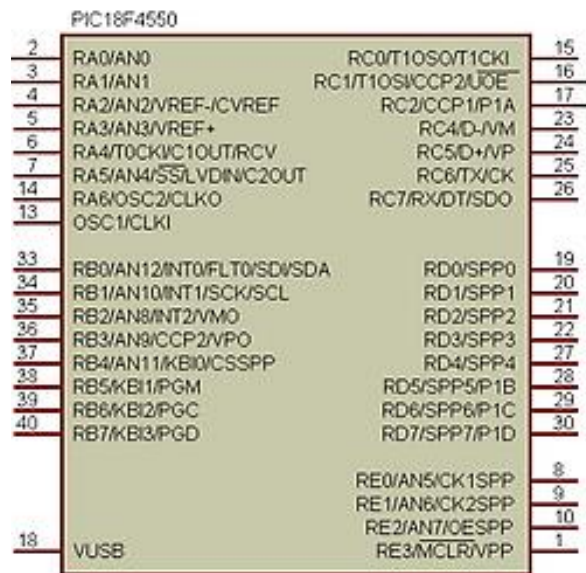 PIC18F4550
2 RA0/AN0 RC0/T1OSO/T1CKI 15
3 RA1/AN1 RC1/T1OSI/CCP2/UOE 16
4 RA2/AN2/VREF-/CVREF RC2/CCP1/P1A 17
5 RA3/AN3/VREF+ RC4/D-/VM 23
6 RA4/T0CKI/C1OUT/RCV RC5/D+/VP 24
7 RA5/AN4/SS/LVDIN/C2OUT RC6/TX/CK 25
14 RA6/OSC2/CLKO RC7/RX/DT/SDO 26
13 OSC1/CLKI
33 RB0/AN12/INT0/FLT0/SDI/SDA RD0/SPP0 19
34 RB1/AN10/INT1/SCK/SCL RD1/SPP1 20
35 RB2/AN8/INT2/VMO RD2/SPP2 21
36 RB3/AN9/CCP2/VPO RD3/SPP3 22
37 RB4/AN11/KBI0/CSSPP RD4/SPP4 27
38 RB5/KBI1/PGM RD5/SPP5/P1B 28
39 RB6/KBI2/PGC RD6/SPP6/P1C 29
40 RB7/KBI3/PGD RD7/SPP7/P1D 30
RE0/AN5/CK1SPP 8
RE1/AN6/CK2SPP 9
RE2/AN7/OESPP 10
18 VUSB RE3/MCLR/VPP 1